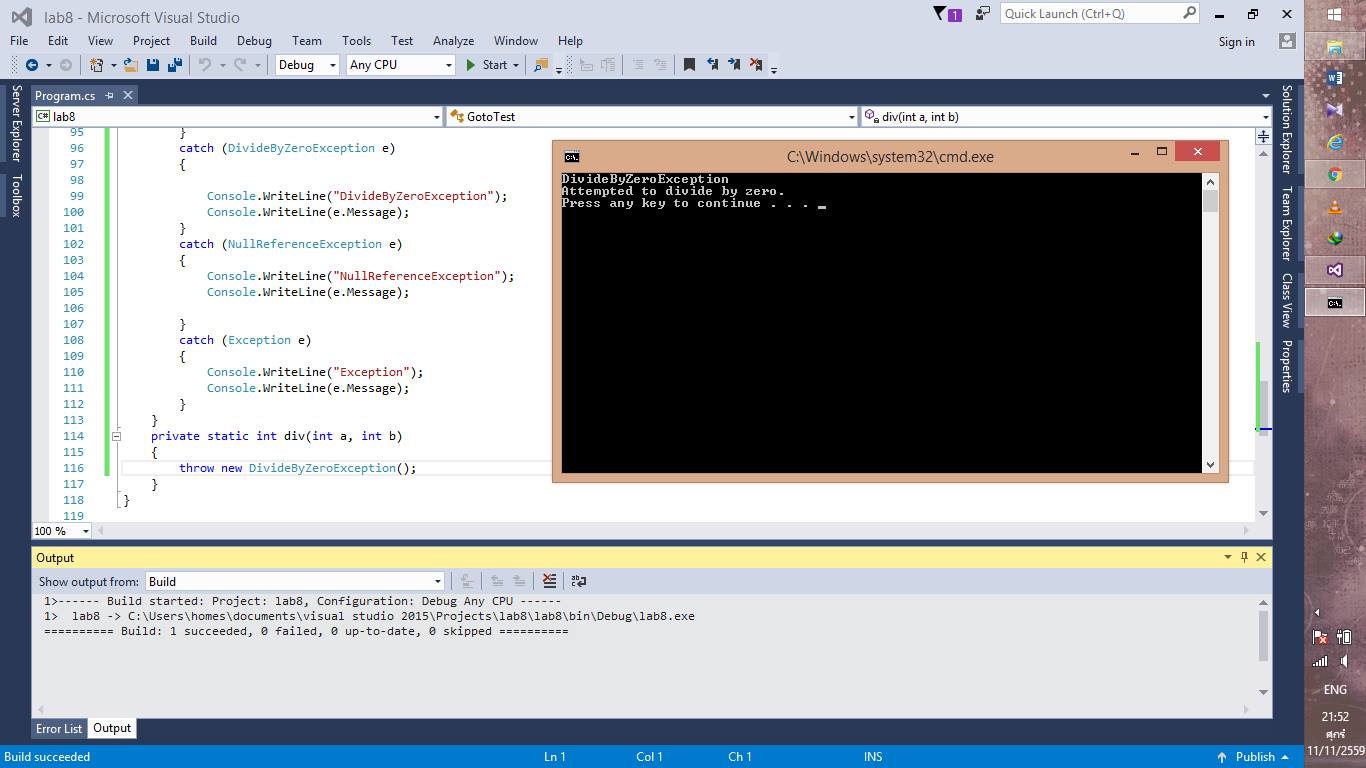 lab8 - Microsoft Visual Studio
1
Quick Launch (Ctrl+Q)
File Edit View Project Build Debug Team Tools Test Analyze Window Help
Sign in
Debug Any CPU Start
Server Explorer
Toolbox
Program.cs
C# lab8 GotoTest div(int a, int b)
95 }
96 catch (DivideByZeroException e)
97 {
98
99 Console.WriteLine("DivideByZeroException");
100 Console.WriteLine(e.Message);
101 }
102 catch (NullReferenceException e)
103 {
104 Console.WriteLine("NullReferenceException");
105 Console.WriteLine(e.Message);
106
107 }
108 catch (Exception e)
109 {
110 Console.WriteLine("Exception");
111 Console.WriteLine(e.Message);
112 }
113 }
114 private static int div(int a, int b)
115 {
116 throw new DivideByZeroException();
117 }
118 }
119
100 %
C:\Windows\system32\cmd.exe
DivideByZeroException
Attempted to divide by zero.
Press any key to continue . . . _
Solution Explorer
Team Explorer
Class View
Properties
Output
Show output from: Build
1>------ Build started: Project: lab8, Configuration: Debug Any CPU ------
1> lab8 -> C:\Users\homes\documents\visual studio 2015\Projects\lab8\lab8\bin\Debug\lab8.exe
========== Build: 1 succeeded, 0 failed, 0 up-to-date, 0 skipped ==========
Error List Output
Build succeeded Ln 1 Col 1 Ch 1 INS Publish
ENG
21:52
ศุกร์
11/11/2559